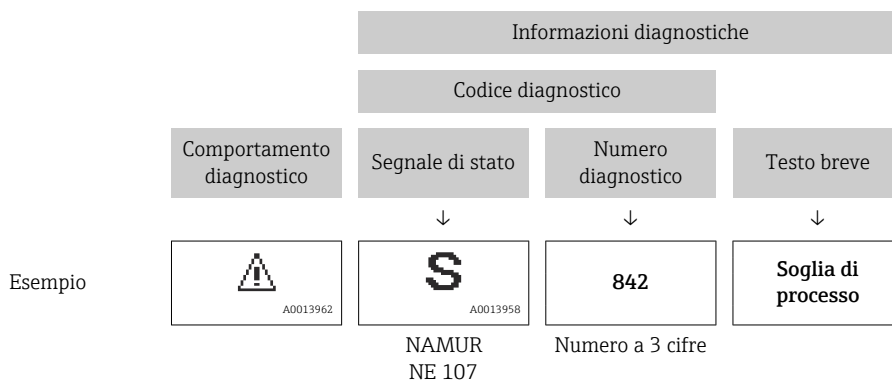 Informazioni diagnostiche
Codice diagnostico
Comportamento
diagnostico
Segnale di stato
Numero
diagnostico
Testo breve
↓ ↓ ↓
Esempio
A0013962
S
A0013958
842
Soglia di
processo
NAMUR
NE 107
Numero a 3 cifre